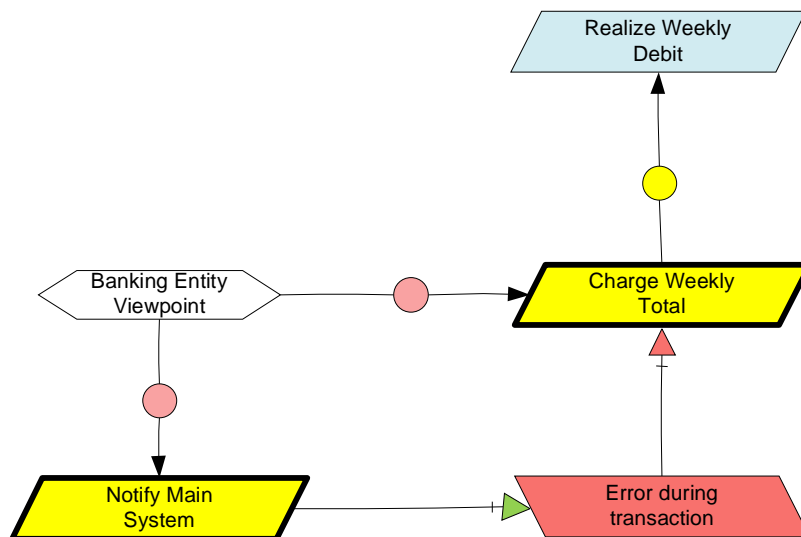 Realize Weekly
Debit
Banking Entity
Viewpoint
Charge Weekly
Total
Notify Main
System
Error during
transaction